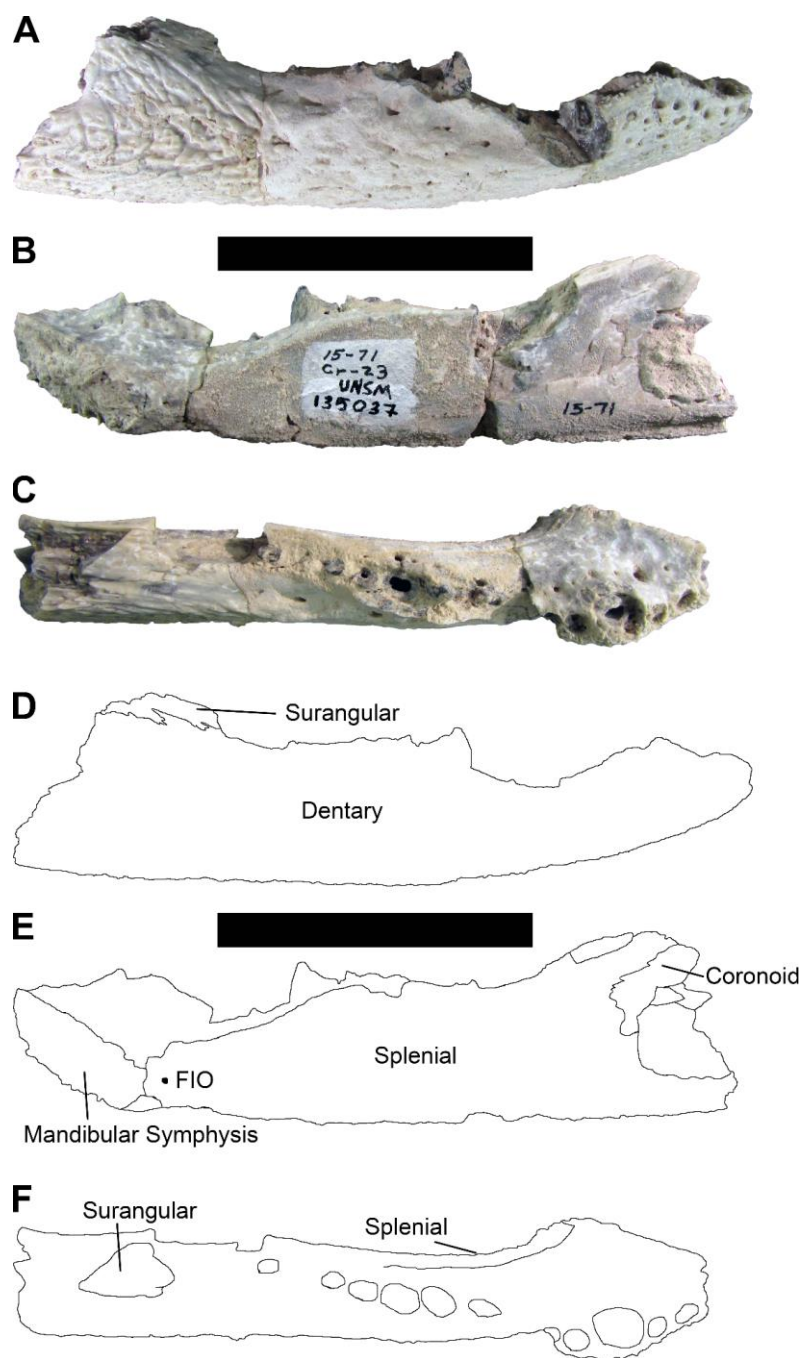 A
B
15-71
Cr-23
UNSM
135037
15-71
C
D
Surangular
Dentary
E
Coronoid
Splenial
FIO
Mandibular Symphysis
F
Surangular
Splenial